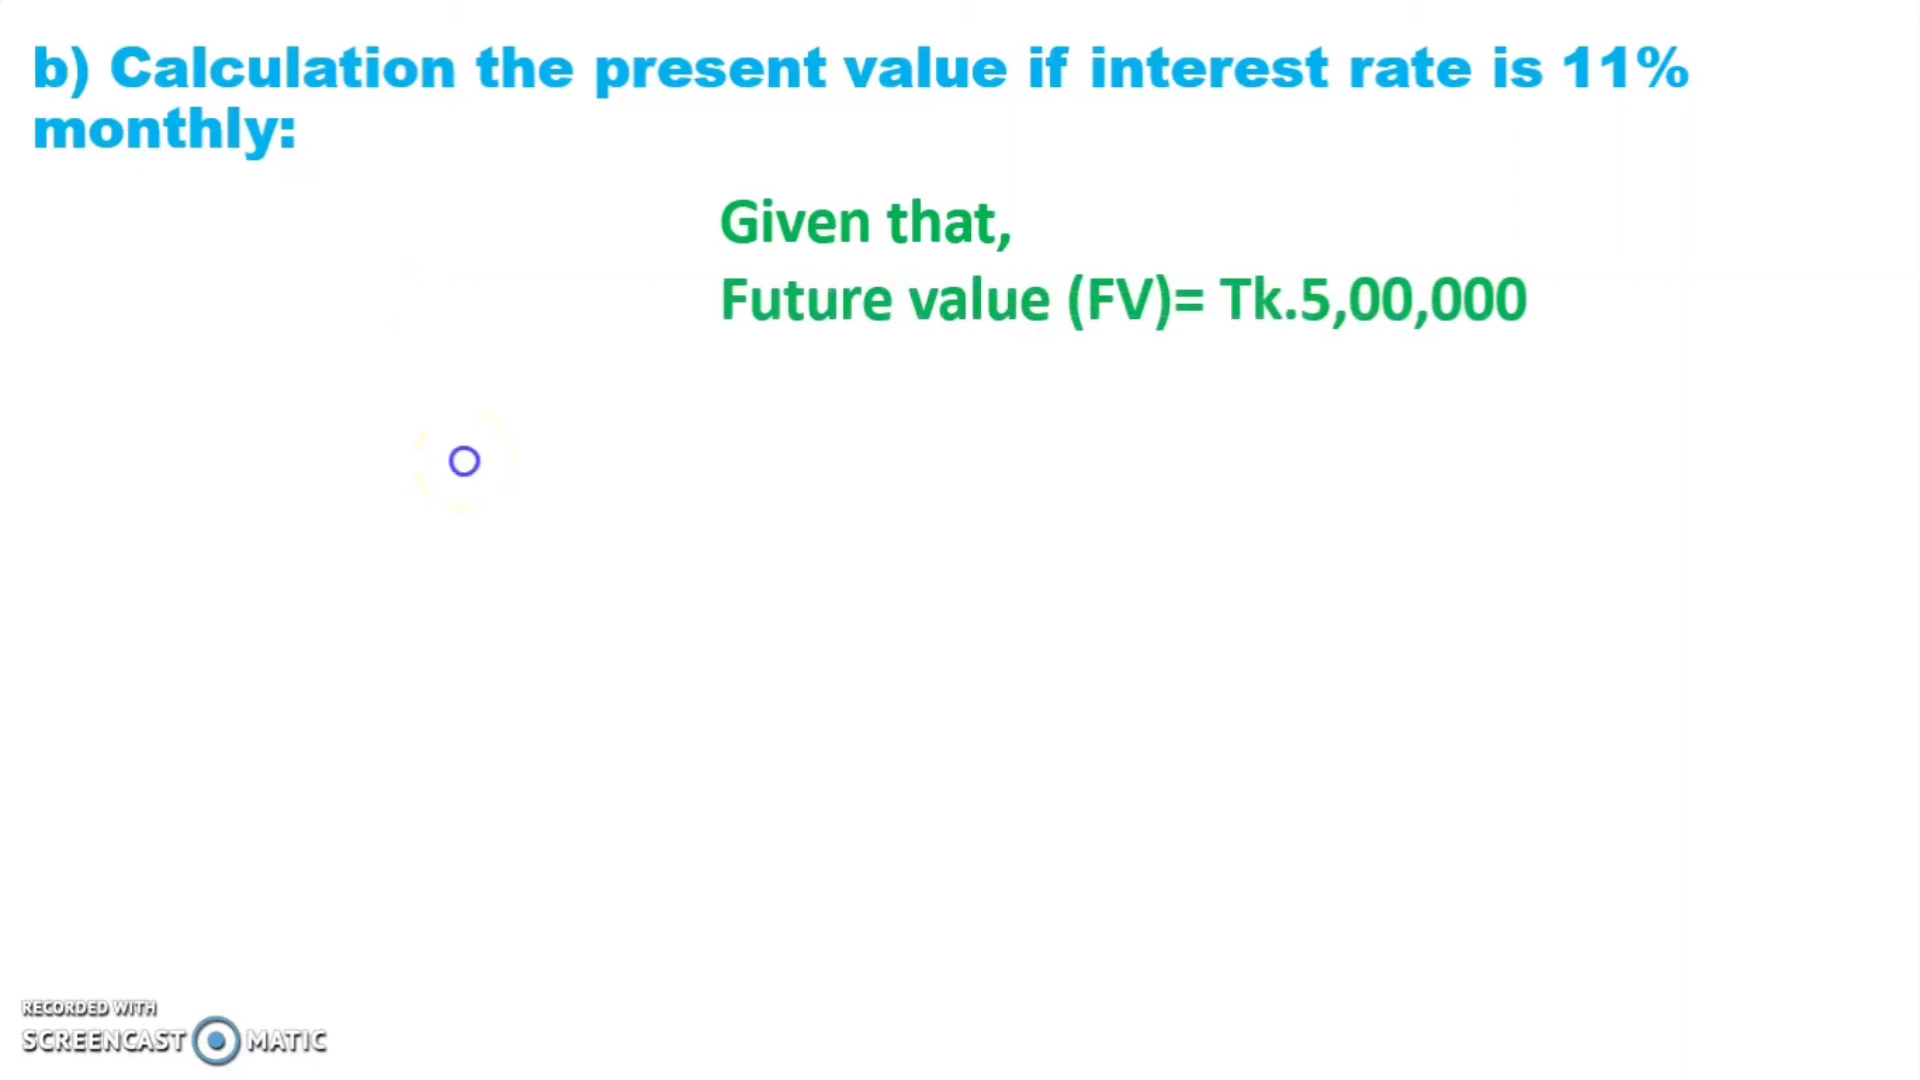 b) Calculation the present value if interest rate is 11%
monthly:
Given that,
Future value (FV)= Tk.5,00,000
RECORDED WITH
SCREENCAST MATIC